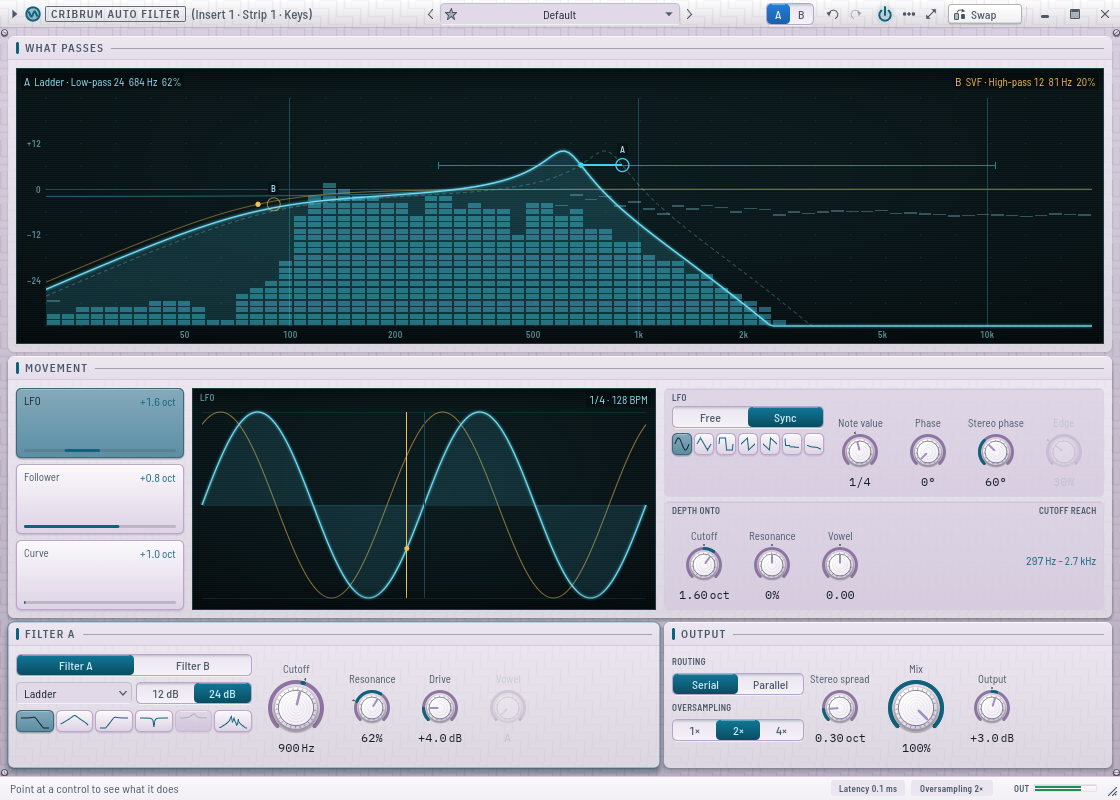 CRIBRUM AUTO FILTER (Insert 1 · Strip 1 · Keys) Default A B Swap
WHAT PASSES
A Ladder · Low-pass 24 684 Hz 62% B SVF · High-pass 12 81 Hz 20%
A
+12
B
0
-12
-24
50 100 200 500 1k 2k 5k 10k
MOVEMENT
LFO +1.6 oct
Follower +0.8 oct
Curve +1.0 oct
LFO 1/4 · 128 BPM
LFO
Free Sync
Note value Phase Stereo phase Edge
1/4 0° 60° 30%
DEPTH ONTO CUTOFF REACH
Cutoff Resonance Vowel
297 Hz – 2.7 kHz
1.60 oct 0% 0.00
FILTER A
Filter A Filter B
Ladder 12 dB 24 dB
Cutoff Resonance Drive Vowel
900 Hz 62% +4.0 dB A
OUTPUT
ROUTING
Serial Parallel
OVERSAMPLING
1× 2× 4×
Stereo spread Mix Output
0.30 oct 100% +3.0 dB
Point at a control to see what it does Latency 0.1 ms Oversampling 2× OUT